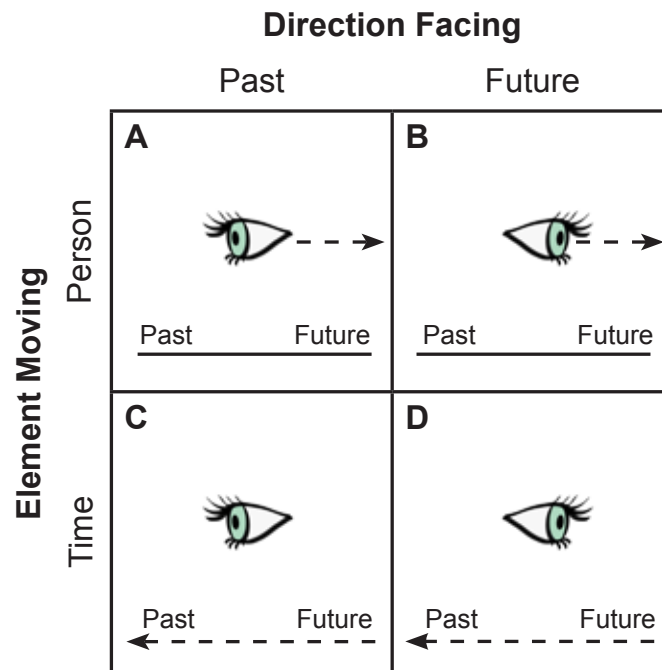 Direction Facing
Past Future
Element Moving
Person
A B
Past Future Past Future
Time
C D
Past Future Past Future